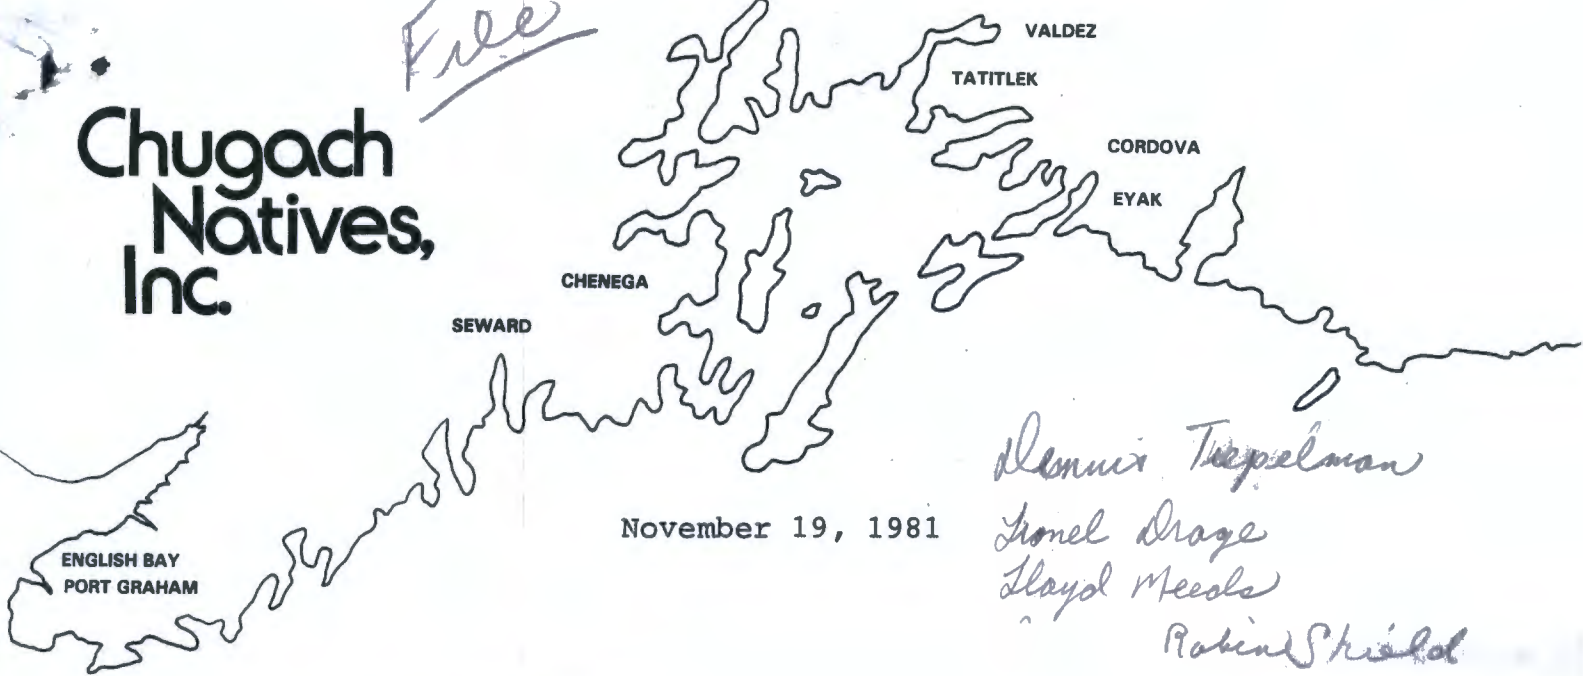 File
VALDEZ
TATITLEK
Chugach
Natives,
Inc.
CORDOVA
EYAK
CHENEGA
SEWARD
Dennis Tiepelman
November 19, 1981
Lionel Drage
ENGLISH BAY
PORT GRAHAM
Lloyd Meeds
Robin Shield